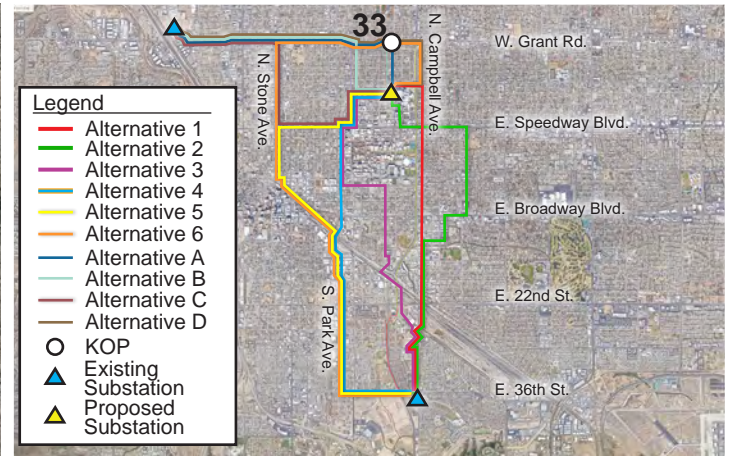 33
N. Campbell Ave.
W. Grant Rd.
N. Stone Ave.
E. Speedway Blvd.
E. Broadway Blvd.
E. 22nd St.
S. Park Ave.
E. 36th St.
Legend
Alternative 1
Alternative 2
Alternative 3
Alternative 4
Alternative 5
Alternative 6
Alternative A
Alternative B
Alternative C
Alternative D
KOP
Existing
Substation
Proposed
Substation